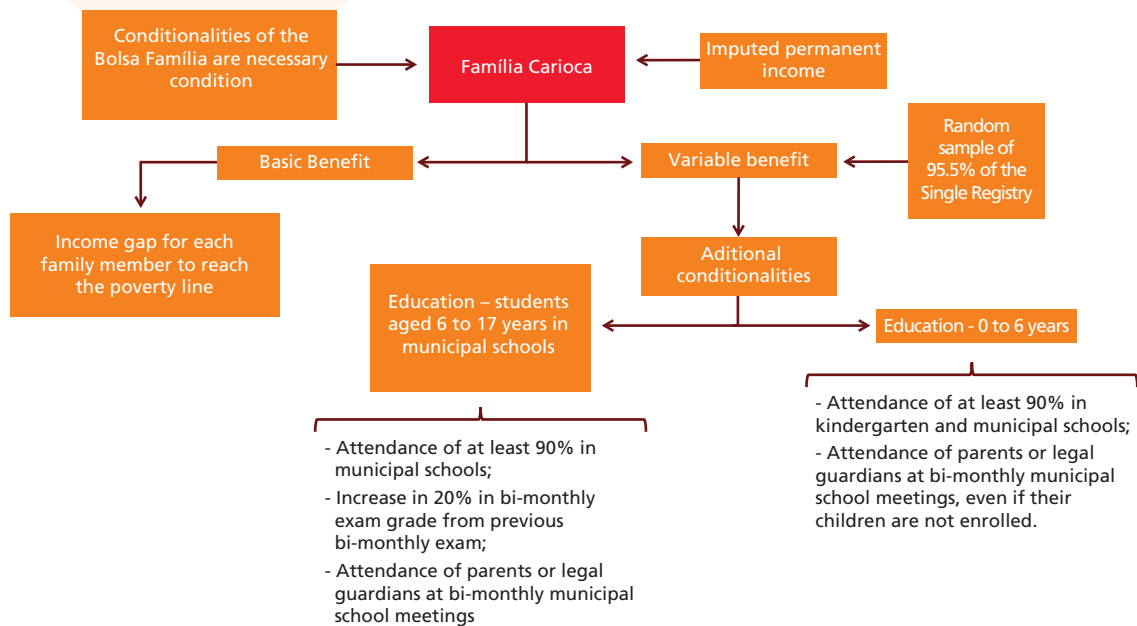 Conditionalities of the
Bolsa Família are necessary
condition
Família Carioca
Imputed permanent
income
Basic Benefit
Variable benefit
Random
sample of
95.5% of the
Single Registry
Income gap for each
family member to reach
the poverty line
Aditional
conditionalities
Education – students
aged 6 to 17 years in
municipal schools
Education - 0 to 6 years
- Attendance of at least 90% in
municipal schools;
- Increase in 20% in bi-monthly
exam grade from previous
bi-monthly exam;
- Attendance of parents or legal
guardians at bi-monthly municipal
school meetings
- Attendance of at least 90% in
kindergarten and municipal schools;
- Attendance of parents or legal
guardians at bi-monthly municipal
school meetings, even if their
children are not enrolled.